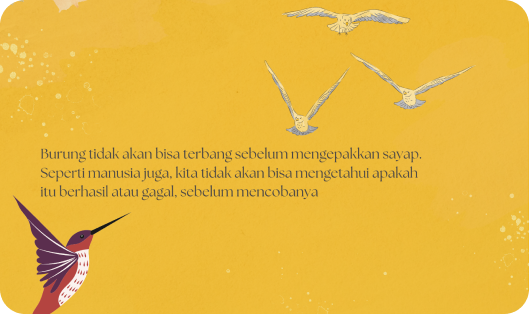 Burung tidak akan bisa terbang sebelum mengepakkan sayap.
Seperti manusia juga, kita tidak akan bisa mengetahui apakah
itu berhasil atau gagal, sebelum mencobanya